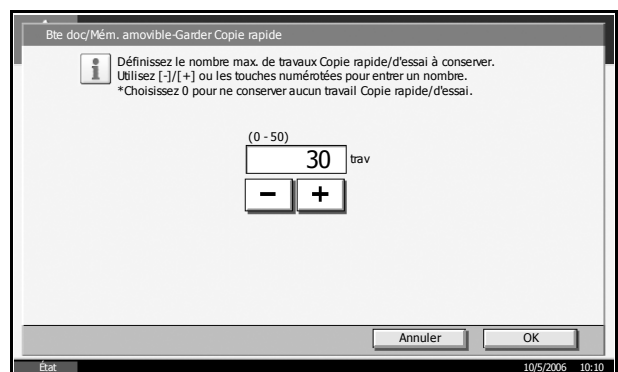 Bte doc/Mém. amovible-Garder Copie rapide
Définissez le nombre max. de travaux Copie rapide/d'essai à conserver.
Utilisez [-]/[+] ou les touches numérotées pour entrer un nombre.
*Choisissez 0 pour ne conserver aucun travail Copie rapide/d'essai.
(0 - 50)
30 trav
− +
Annuler OK
État 10/5/2006 10:10